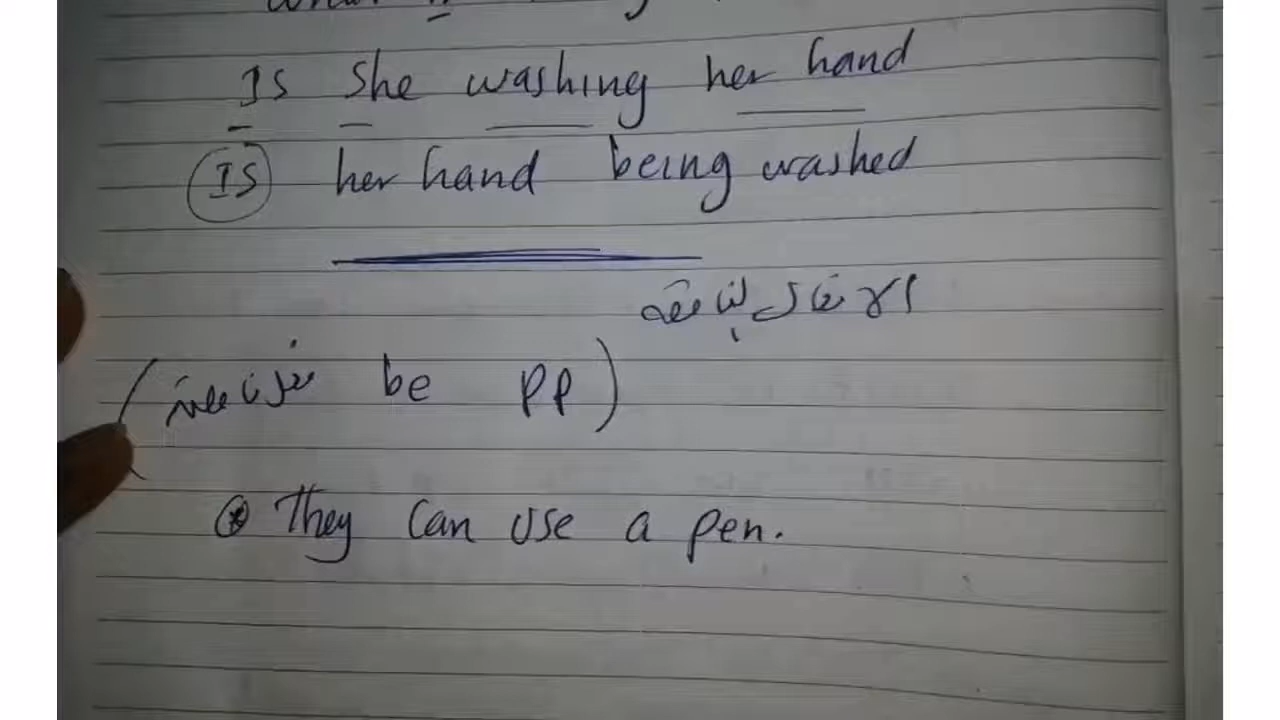 Is She washing her hand
IS her hand being washed
الافعال الناقصة
( be pp )
They can use a pen.